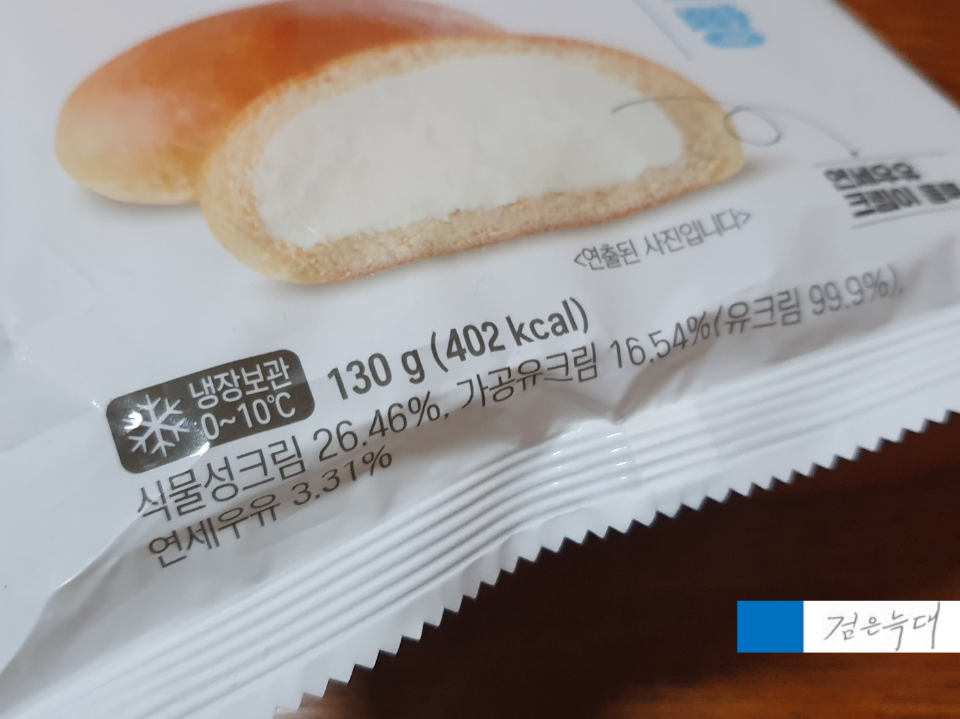 연세우유
크림이 듬뿍
<연출된 사진입니다>
냉장보관
0~10℃
130 g (402 kcal)
식물성크림 26.46%, 가공유크림 16.54%(유크림 99.9%),
연세우유 3.31%
검은늑대